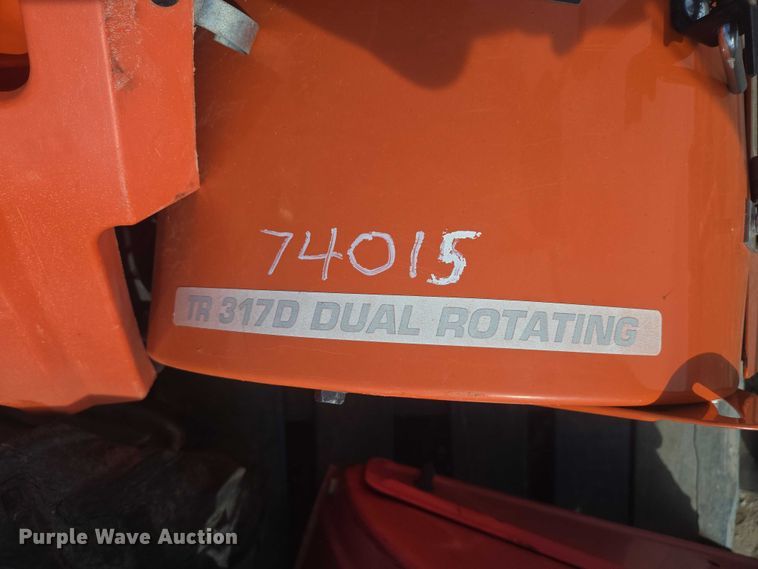 74015
TR 317D DUAL ROTATING
Purple Wave Auction